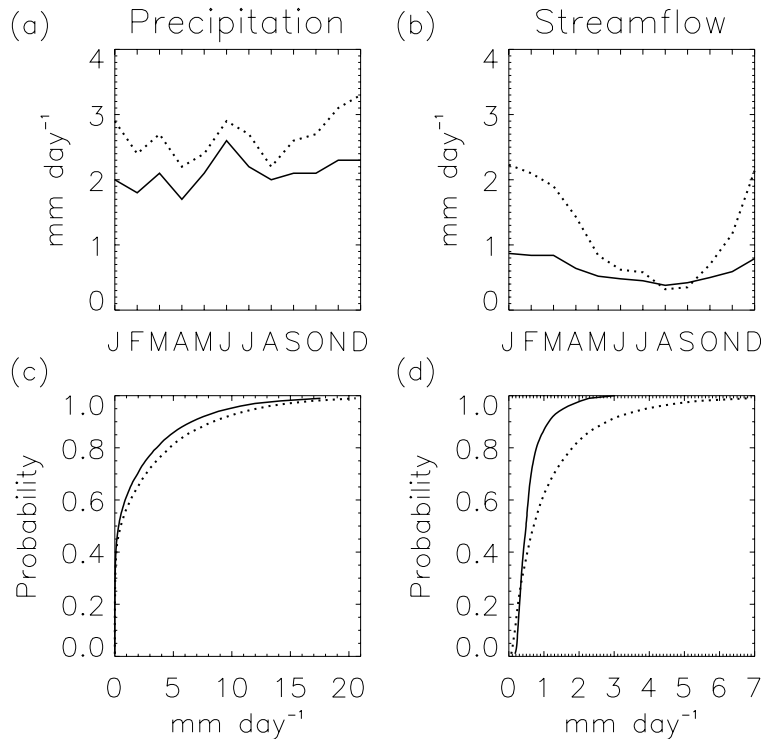 (a) Precipitation
(b) Streamflow
4
3
2
1
0
mm day⁻¹
J F M A M J J A S O N D
4
3
2
1
0
mm day⁻¹
J F M A M J J A S O N D
(c)
1.0
0.8
0.6
0.4
0.2
0.0
Probability
0 5 10 15 20
mm day⁻¹
(d)
1.0
0.8
0.6
0.4
0.2
0.0
Probability
0 1 2 3 4 5 6 7
mm day⁻¹